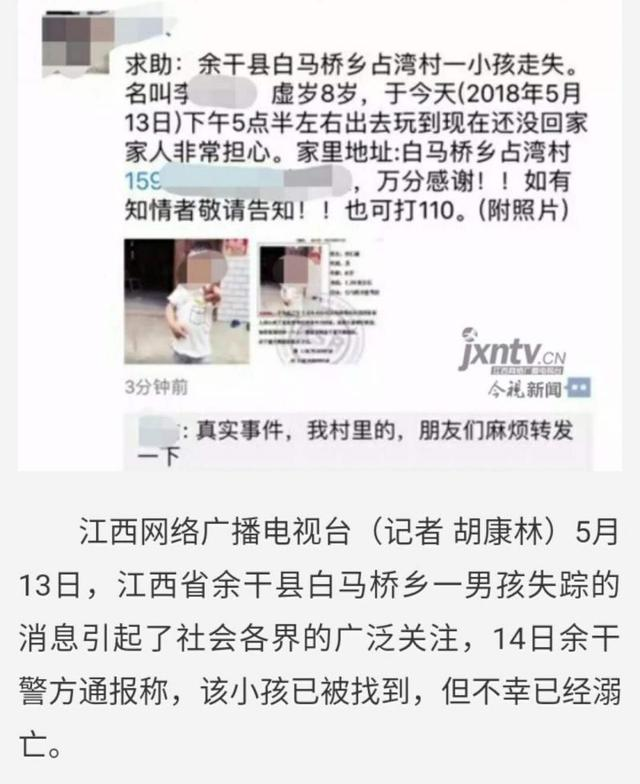 求助：余干县白马桥乡占湾村一小孩走失。
名叫李 虚岁8岁，于今天(2018年5月
13日)下午5点半左右出去玩到现在还没回家
家人非常担心。家里地址:白马桥乡占湾村
159 ，万分感谢！！如有
知情者敬请告知！！也可打110。(附照片)
jxntv.CN
江西网络广播电视台
今视新闻
3分钟前
: 真实事件，我村里的，朋友们麻烦转发
一下
江西网络广播电视台（记者 胡康林）5月
13日，江西省余干县白马桥乡一男孩失踪的
消息引起了社会各界的广泛关注，14日余干
警方通报称，该小孩已被找到，但不幸已经溺
亡。